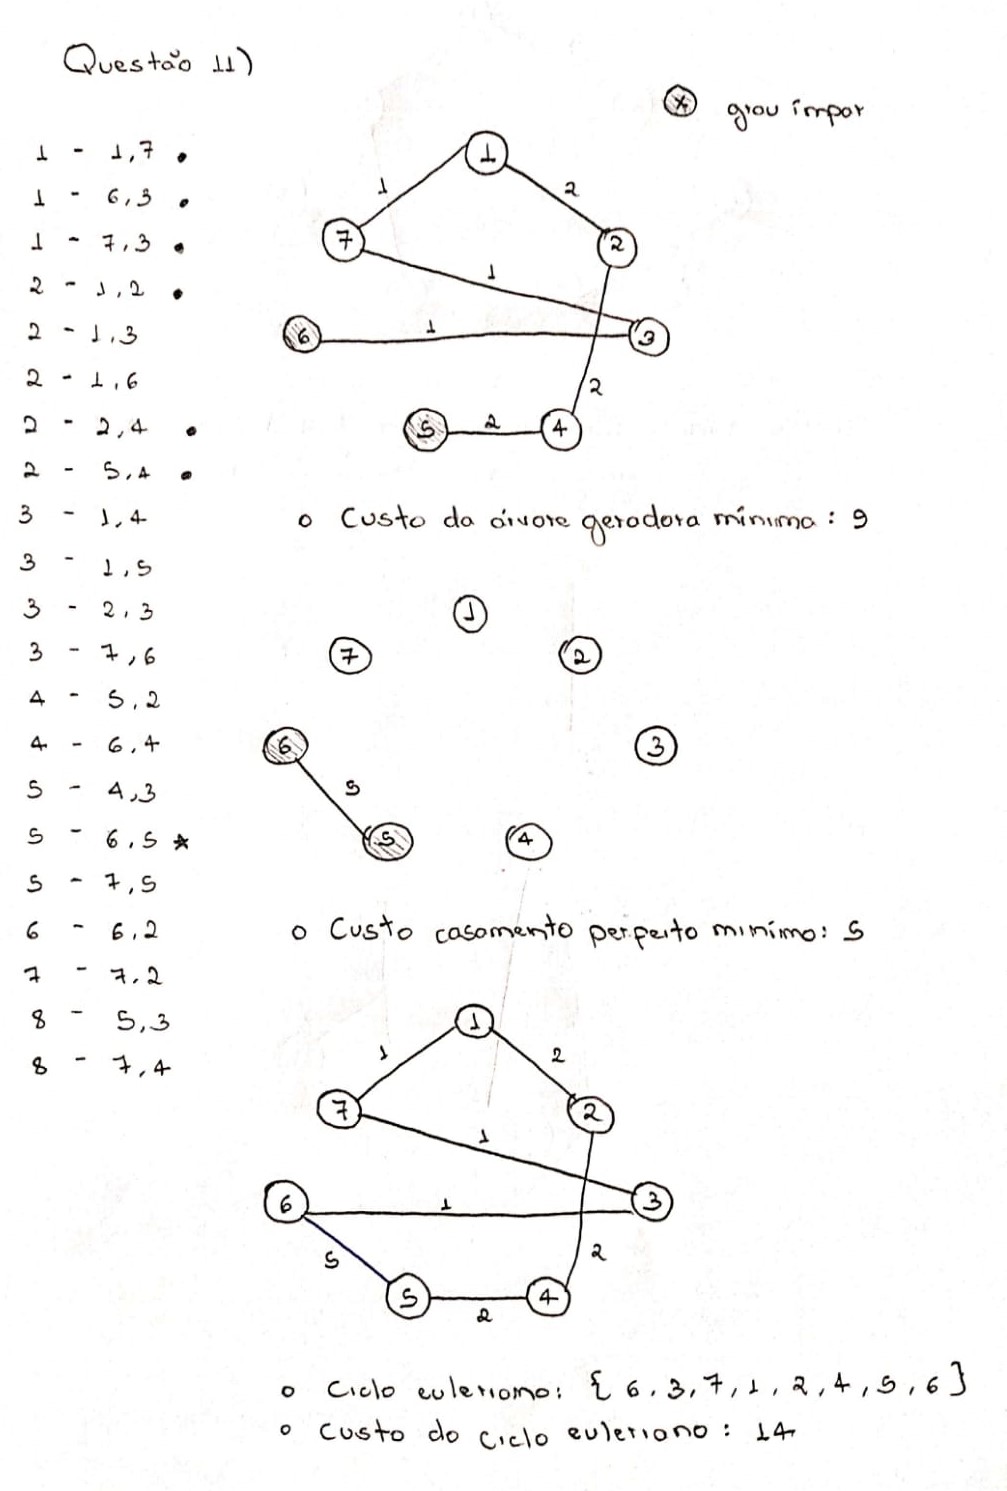 Questão 11)
grau ímpar
1 - 1,7 •
1 - 6,3 •
1 - 7,3 •
2 - 1,2 •
2 - 1,3
2 - 1,6
2 - 2,4 •
2 - 5,4 •
3 - 1,4
3 - 1,5
3 - 2,3
3 - 7,6
4 - 5,2
4 - 6,4
5 - 4,3
5 - 6,5 ★
5 - 7,5
6 - 6,2
7 - 7,2
8 - 5,3
8 - 7,4
1
1
2
7
2
1
6
1
3
2
5
2
4
o Custo da árvore geradora mínima: 9
1
7
2
6
3
5
5
4
o Custo casamento perfeito mínimo: 5
1
1
2
7
2
1
6
1
3
5
2
5
2
4
o Ciclo euleriano: { 6, 3, 7, 1, 2, 4, 5, 6 }
o Custo do ciclo euleriano: 14